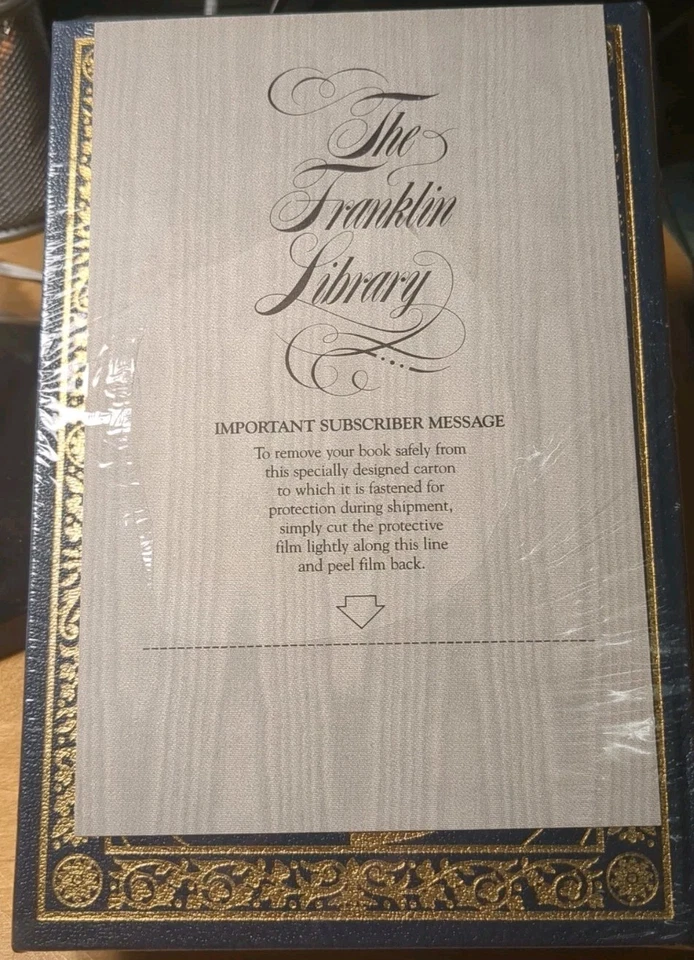 The
Franklin
Library
IMPORTANT SUBSCRIBER MESSAGE
To remove your book safely from
this specially designed carton
to which it is fastened for
protection during shipment,
simply cut the protective
film lightly along this line
and peel film back.